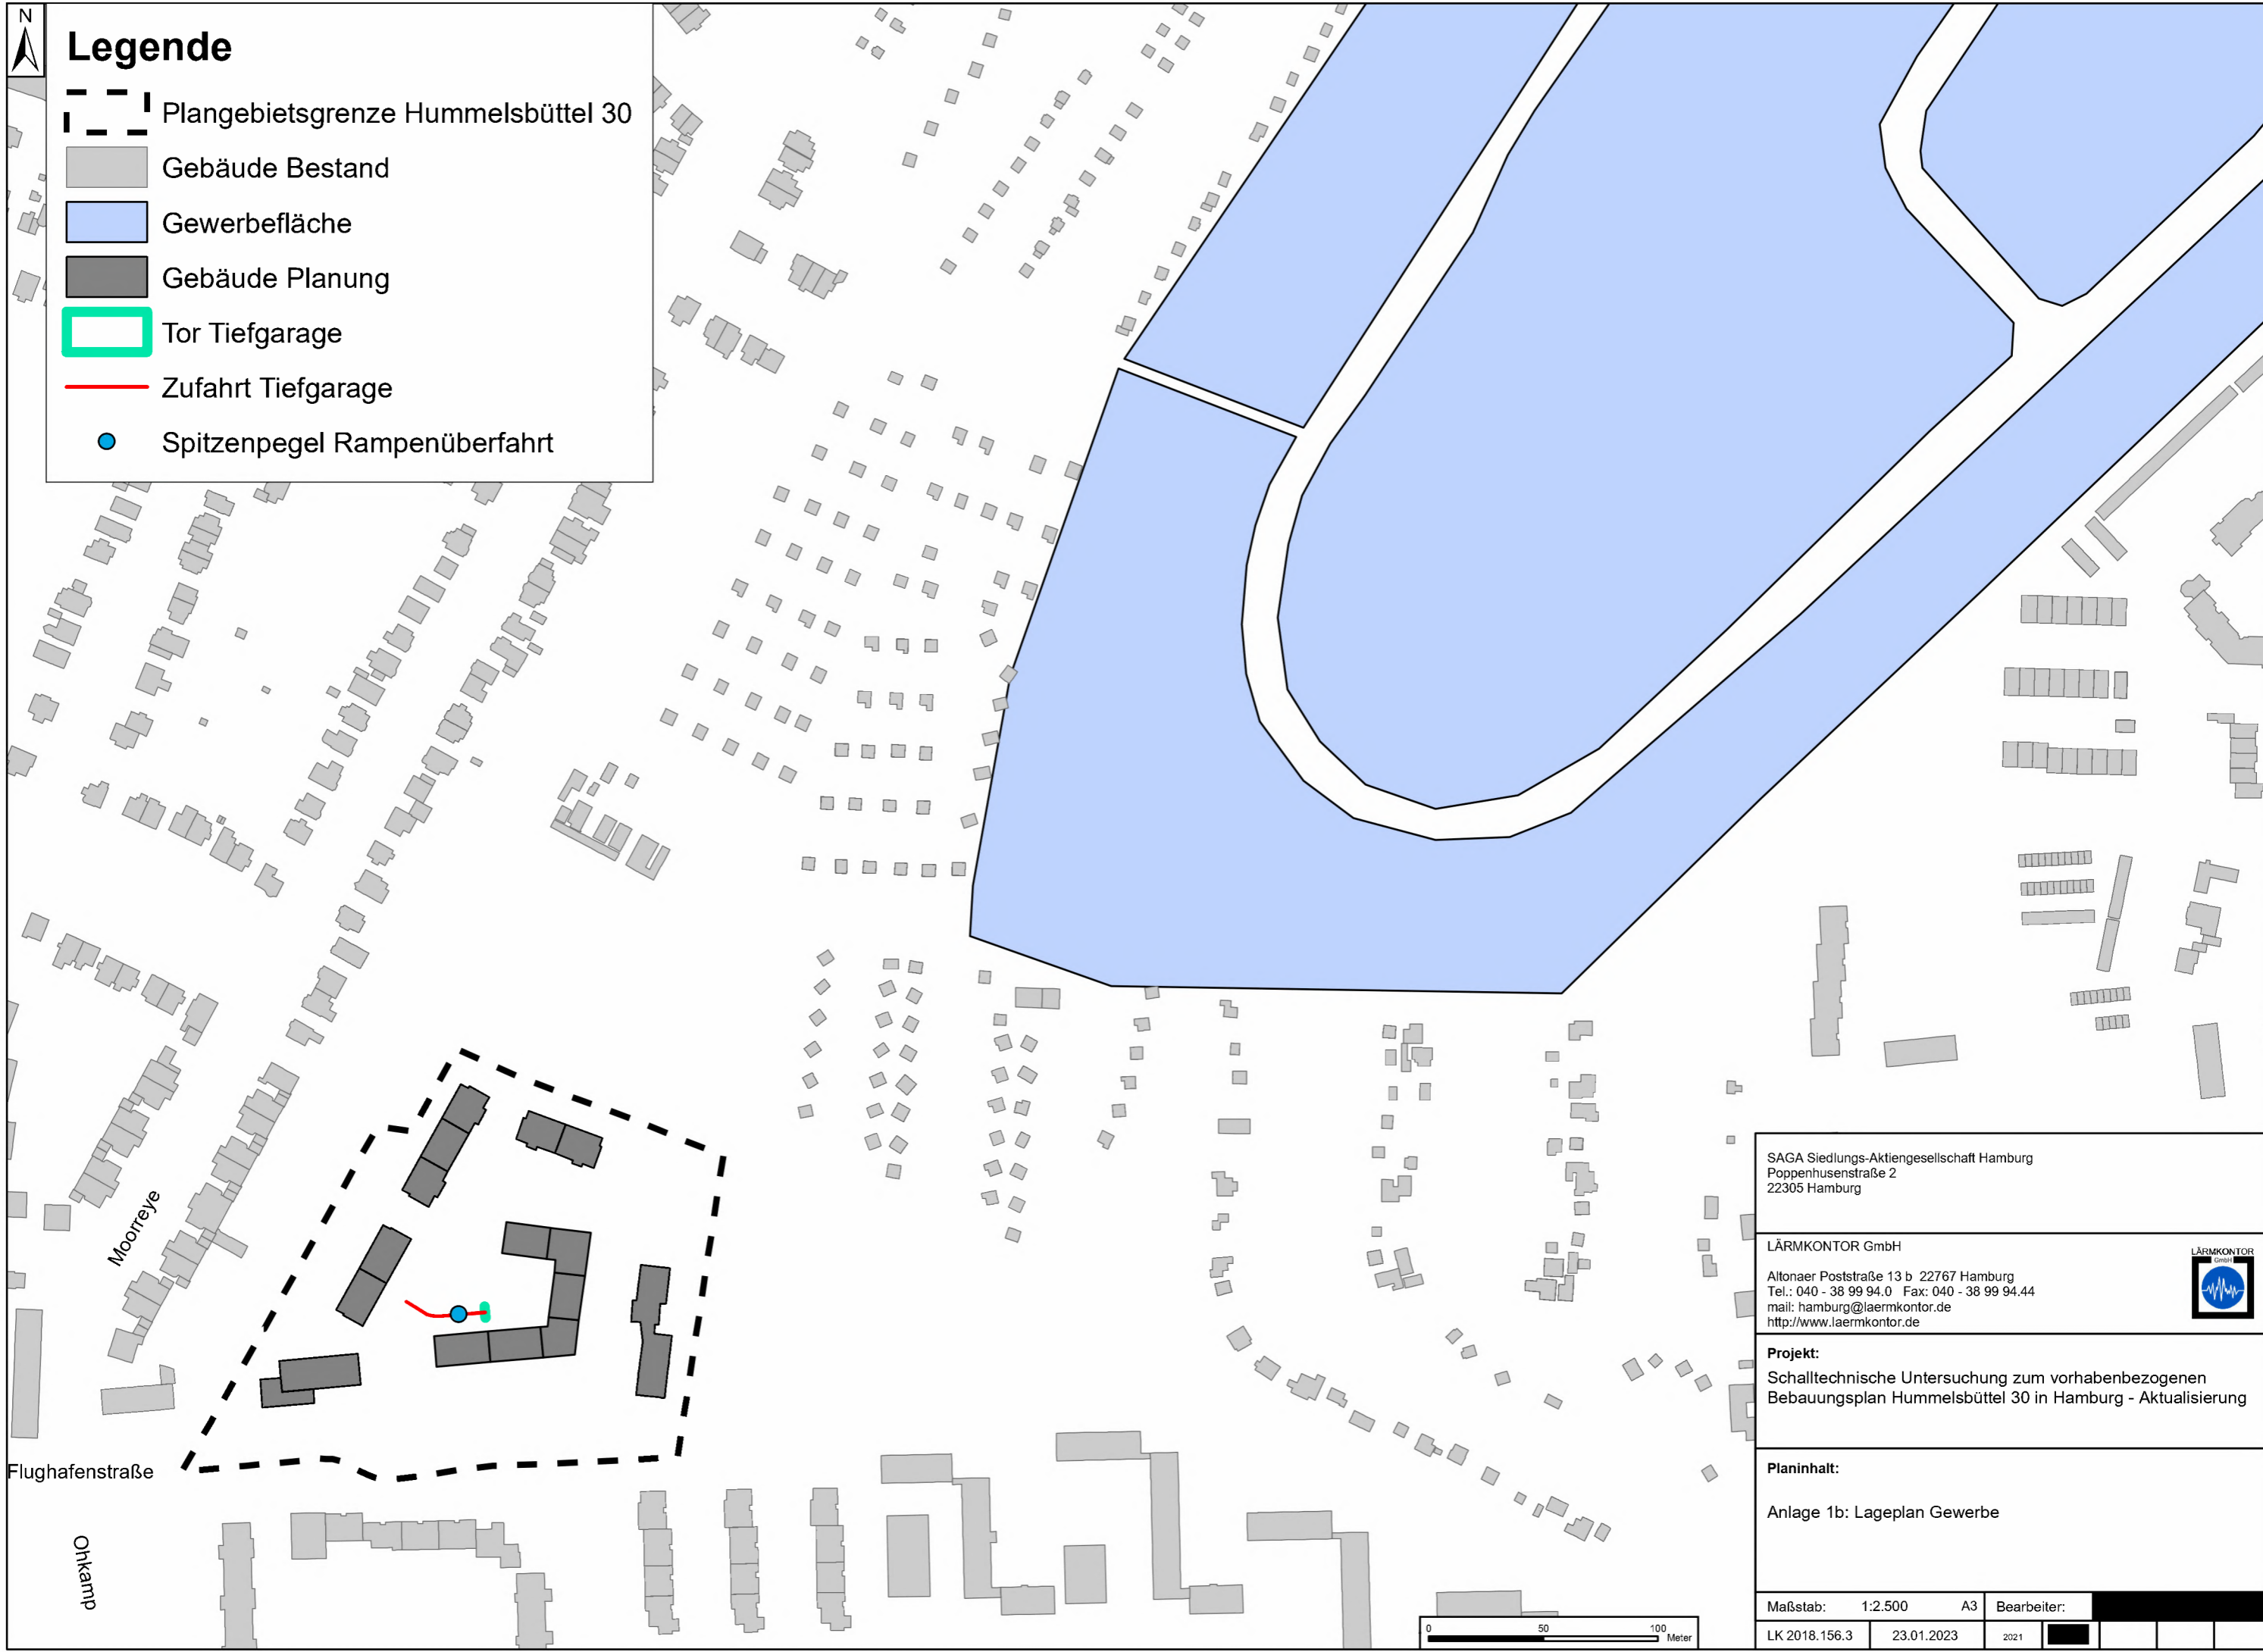 N
Legende
Plangebietsgrenze Hummelsbüttel 30
Gebäude Bestand
Gewerbefläche
Gebäude Planung
Tor Tiefgarage
Zufahrt Tiefgarage
Spitzenpegel Rampenüberfahrt
Moorreye
Flughafenstraße
Ohkamp
SAGA Siedlungs-Aktiengesellschaft Hamburg
Poppenhusenstraße 2
22305 Hamburg
LÄRMKONTOR GmbH
Altonaer Poststraße 13 b 22767 Hamburg
Tel.: 040 - 38 99 94.0 Fax: 040 - 38 99 94.44
mail: hamburg@laermkontor.de
http://www.laermkontor.de
LÄRMKONTOR
GmbH
Projekt:
Schalltechnische Untersuchung zum vorhabenbezogenen
Bebauungsplan Hummelsbüttel 30 in Hamburg - Aktualisierung
Planinhalt:
Anlage 1b: Lageplan Gewerbe
Maßstab: 1:2.500 A3 Bearbeiter:
LK 2018.156.3 23.01.2023 2021
0 50 100
Meter